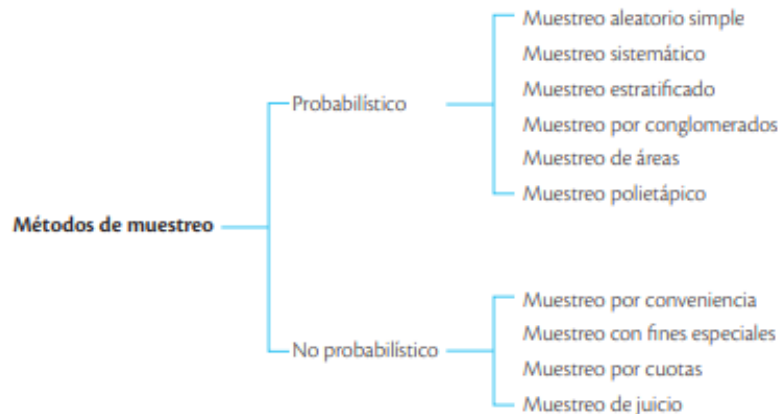 Muestreo aleatorio simple
Muestreo sistemático
Muestreo estratificado
Probabilístico
Muestreo por conglomerados
Muestreo de áreas
Muestreo polietápico
Métodos de muestreo
Muestreo por conveniencia
Muestreo con fines especiales
No probabilístico
Muestreo por cuotas
Muestreo de juicio